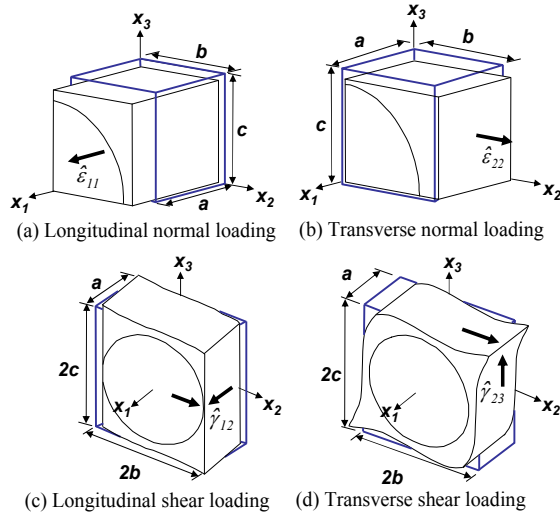 x3
a
b
c
ε̂11
x1
x2
a
(a) Longitudinal normal loading
x3
a
b
c
ε̂22
x1
x2
(b) Transverse normal loading
x3
a
2c
x1
γ̂12
x2
2b
(c) Longitudinal shear loading
x3
a
2c
x1
γ̂23
x2
2b
(d) Transverse shear loading